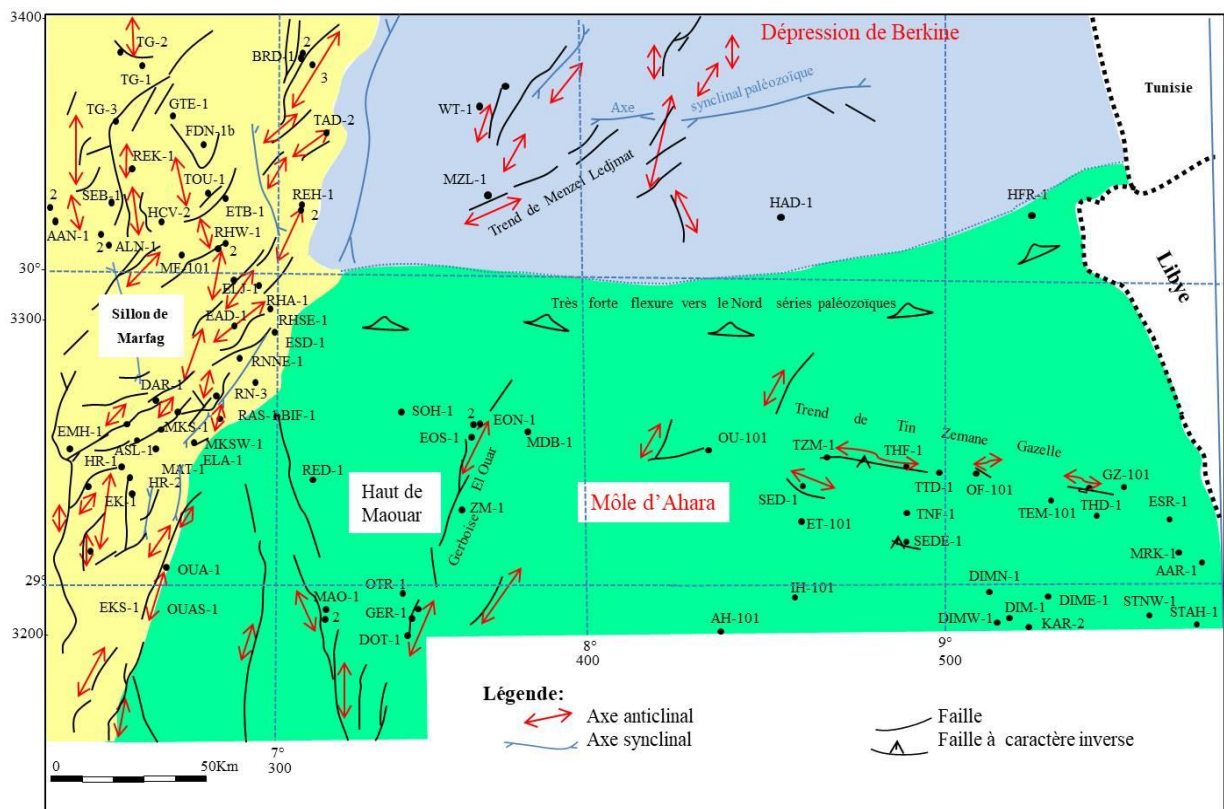 3400
TG-2
2
BRD-1
3
Dépression de Berkine
TG-1
TG-3
GTE-1
FDN-1b
TAD-2
2
WT-1
Axe
synclinal paléozoïque
Tunisie
REK-1
TOU-1
SEB-1
2
HCV-2
ETB-1
REH-1
2
MZL-1
Trend de Menzel Ledjmat
HAD-1
HFR-1
AAN-1
2
ALN-1
RHW-1
2
MF-101
30°
ELJ-1
Libye
RHA-1
Très forte flexure vers le Nord séries paléozoïques
3300
Sillon de
Marfag
EAD-1
RHSE-1
ESD-1
RNNE-1
DAR-1
RN-3
SOH-1
2
EON-1
EOS-1
MDB-1
RAS-1
BIF-1
MKS-1
EMH-1
MKSW-1
ASL-1
ELA-1
HR-1
MAT-1
HR-2
EK-1
RED-1
Haut de
Maouar
Gerboise El Ouar
ZM-1
OU-101
Trend de Tin Zemane Gazelle
TZM-1
THF-1
Môle d’Ahara
SED-1
TTD-1
OF-101
GZ-101
ET-101
TNF-1
TEM-101
THD-1
ESR-1
SEDE-1
MRK-1
AAR-1
OUA-1
29°
EKS-1
OUAS-1
OTR-1
MAO-1
2
GER-1
DOT-1
IH-101
DIMN-1
DIME-1
STNW-1
DIMW-1
DIM-1
STAH-1
KAR-2
AH-101
3200
8°
400
9°
500
Légende:
Axe anticlinal
Faille
Axe synclinal
Faille à caractère inverse
7°
300
0
50Km